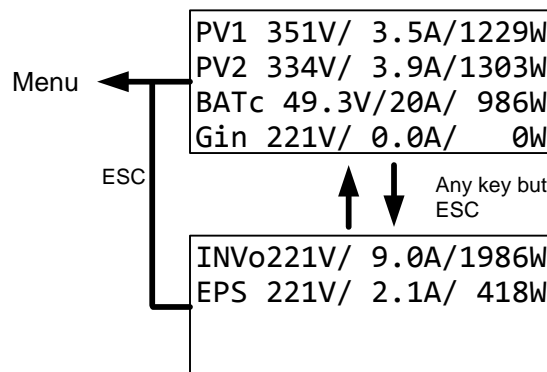 PV1 351V/ 3.5A/1229W
PV2 334V/ 3.9A/1303W
BATc 49.3V/20A/ 986W
Gin 221V/ 0.0A/ 0W
Menu
ESC
Any key but
ESC
INVo221V/ 9.0A/1986W
EPS 221V/ 2.1A/ 418W